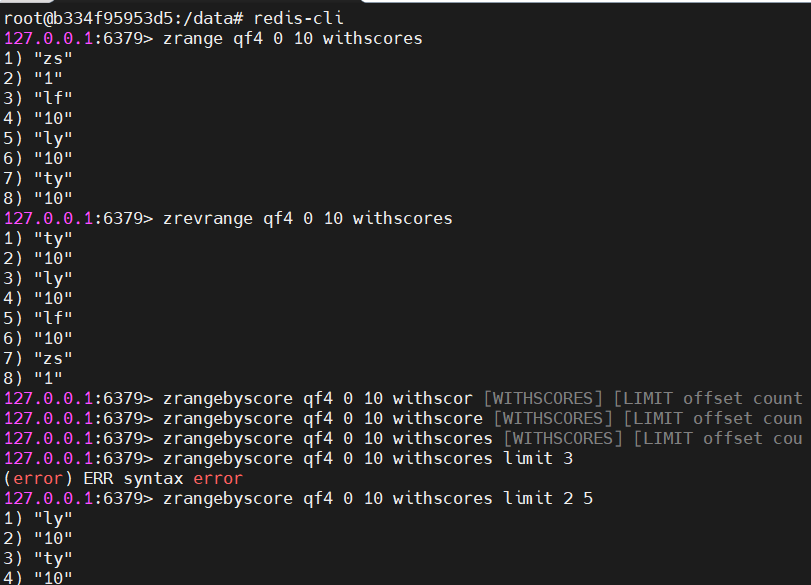 root@b334f95953d5:/data# redis-cli
127.0.0.1:6379> zrange qf4 0 10 withscores
1) "zs"
2) "1"
3) "lf"
4) "10"
5) "ly"
6) "10"
7) "ty"
8) "10"
127.0.0.1:6379> zrevrange qf4 0 10 withscores
1) "ty"
2) "10"
3) "ly"
4) "10"
5) "lf"
6) "10"
7) "zs"
8) "1"
127.0.0.1:6379> zrangebyscore qf4 0 10 withscor [WITHSCORES] [LIMIT offset count
127.0.0.1:6379> zrangebyscore qf4 0 10 withscore [WITHSCORES] [LIMIT offset coun
127.0.0.1:6379> zrangebyscore qf4 0 10 withscores [WITHSCORES] [LIMIT offset cou
127.0.0.1:6379> zrangebyscore qf4 0 10 withscores limit 3
(error) ERR syntax error
127.0.0.1:6379> zrangebyscore qf4 0 10 withscores limit 2 5
1) "ly"
2) "10"
3) "ty"
4) "10"